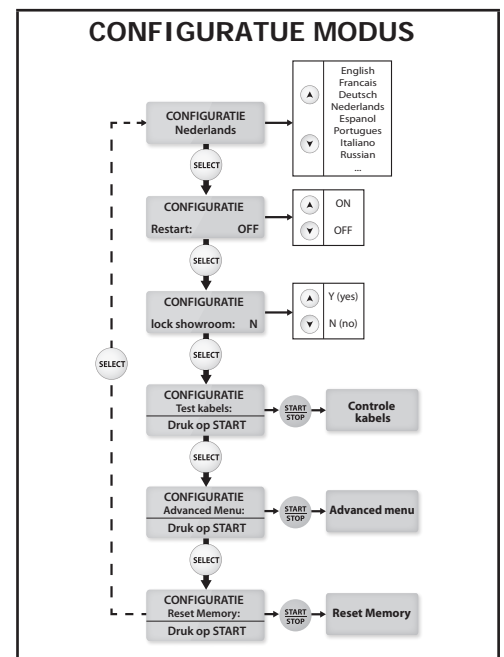 CONFIGURATUE MODUS
CONFIGURATIE
Nederlands
English
Francais
Deutsch
Nederlands
Espanol
Portugues
Italiano
Russian
...
SELECT
CONFIGURATIE
Restart: OFF
ON
OFF
SELECT
CONFIGURATIE
lock showroom: N
Y (yes)
N (no)
SELECT
SELECT
CONFIGURATIE
Test kabels:
Druk op START
START
STOP
Controle
kabels
SELECT
CONFIGURATIE
Advanced Menu:
Druk op START
START
STOP
Advanced menu
SELECT
CONFIGURATIE
Reset Memory:
Druk op START
START
STOP
Reset Memory